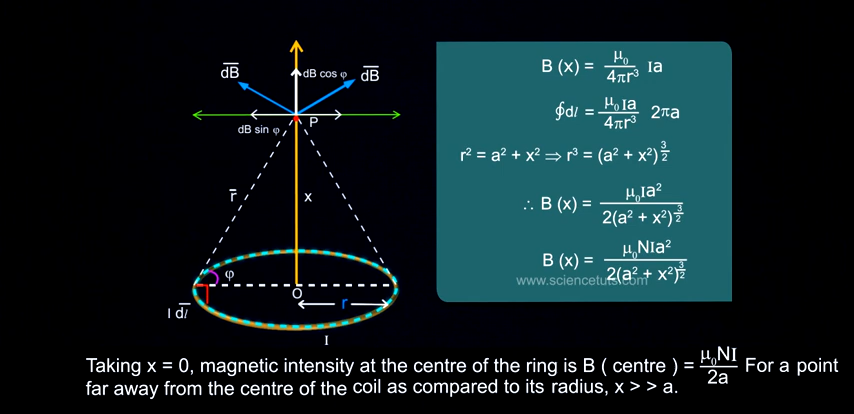 dB
dB cos φ
dB
dB sin φ
P
r
x
φ
O
r
I dl
I
B (x) = μ₀/4πr³ Ia
∮dl = μ₀Ia/4πr³ 2πa
r² = a² + x² ⇒ r³ = (a² + x²)^3/2
∴ B (x) = μ₀Ia²/2(a² + x²)^3/2
B (x) = μ₀NIa²/2(a² + x²)^3/2
www.sciencetuts.com
Taking x = 0, magnetic intensity at the centre of the ring is B ( centre ) = μ₀NI/2a For a point
far away from the centre of the coil as compared to its radius, x > > a.